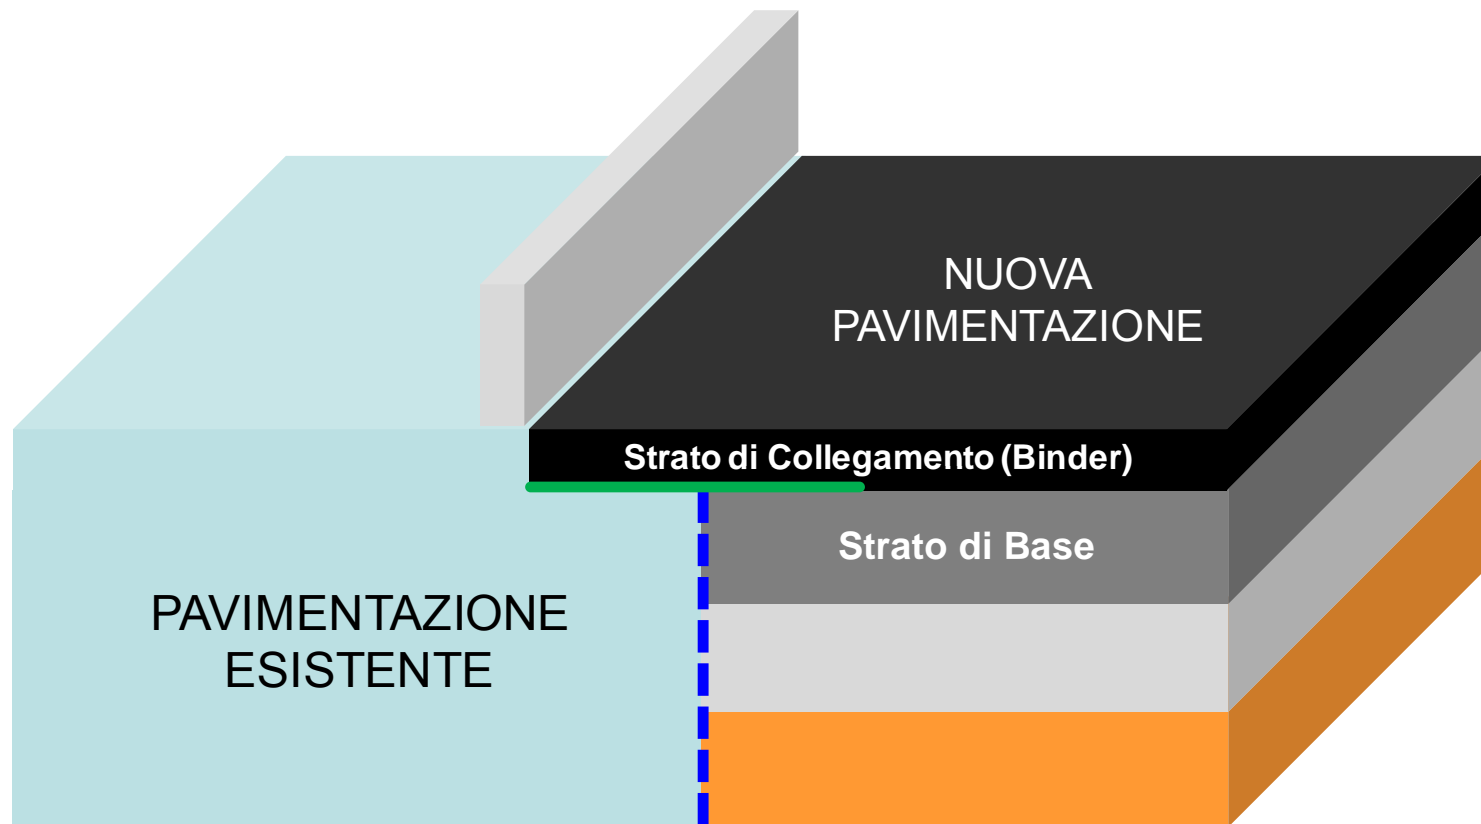 NUOVA
PAVIMENTAZIONE
Strato di Collegamento (Binder)
Strato di Base
PAVIMENTAZIONE
ESISTENTE